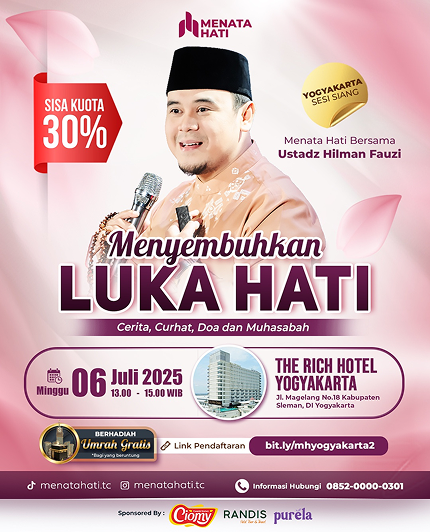 MENATA
HATI
SISA KUOTA
30%
YOGYAKARTA
SESI SIANG
Menata Hati Bersama
Ustadz Hilman Fauzi
Menyembuhkan
LUKA HATI
Cerita, Curhat, Doa dan Muhasabah
Minggu
06 Juli 2025
13.00 - 15.00 WIB
THE RICH HOTEL
YOGYAKARTA
Jl. Magelang No.18 Kabupaten
Sleman, DI Yogyakarta
BERHADIAH
Umrah Gratis
*Bagi yang beruntung
Link Pendaftaran
bit.ly/mhyogyakarta2
menatahati.tc
menatahati.tc
Informasi Hubungi 0852-0000-0301
Sponsored By :
Ciomy
RANDIS
purela